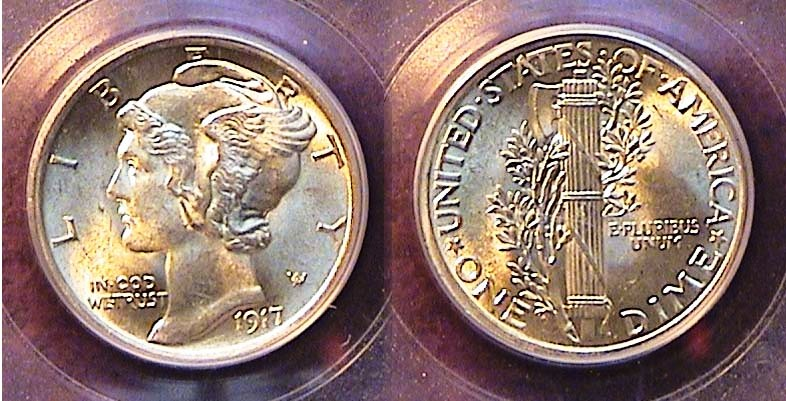 LIBERTY
IN·GOD
WE TRUST
1917
W
UNITED·STATES·OF·AMERICA
E·PLURIBUS
UNUM
ONE DIME